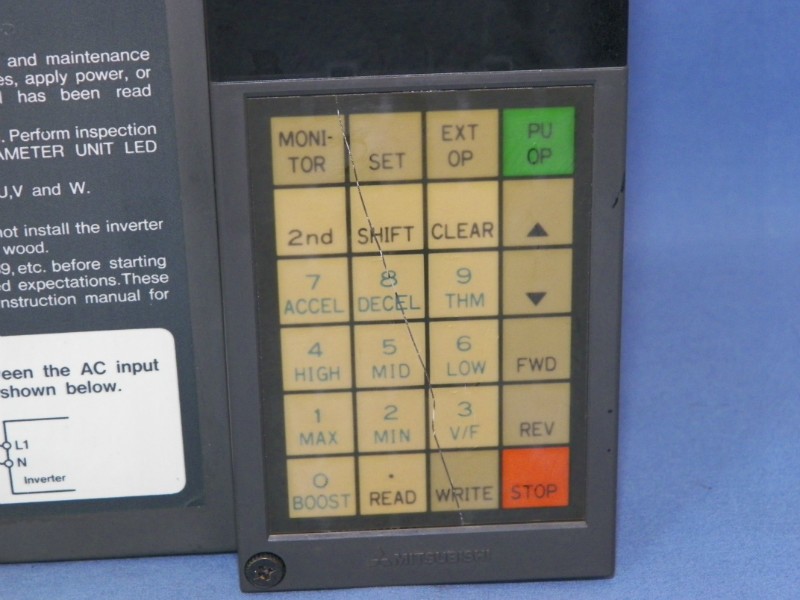 and maintenance
es, apply power, or
has been read
. Perform inspection
AMETER UNIT LED
U,V and W.
not install the inverter
wood.
39, etc. before starting
ed expectations.These
nstruction manual for
een the AC input
shown below.
L1
N
Inverter
MONI-
TOR
SET
EXT
OP
PU
OP
2nd
SHIFT
CLEAR
▲
7
ACCEL
8
DECEL
9
THM
▼
4
HIGH
5
MID
6
LOW
FWD
1
MAX
2
MIN
3
V/F
REV
0
BOOST
.
READ
WRITE
STOP
MITSUBISHI